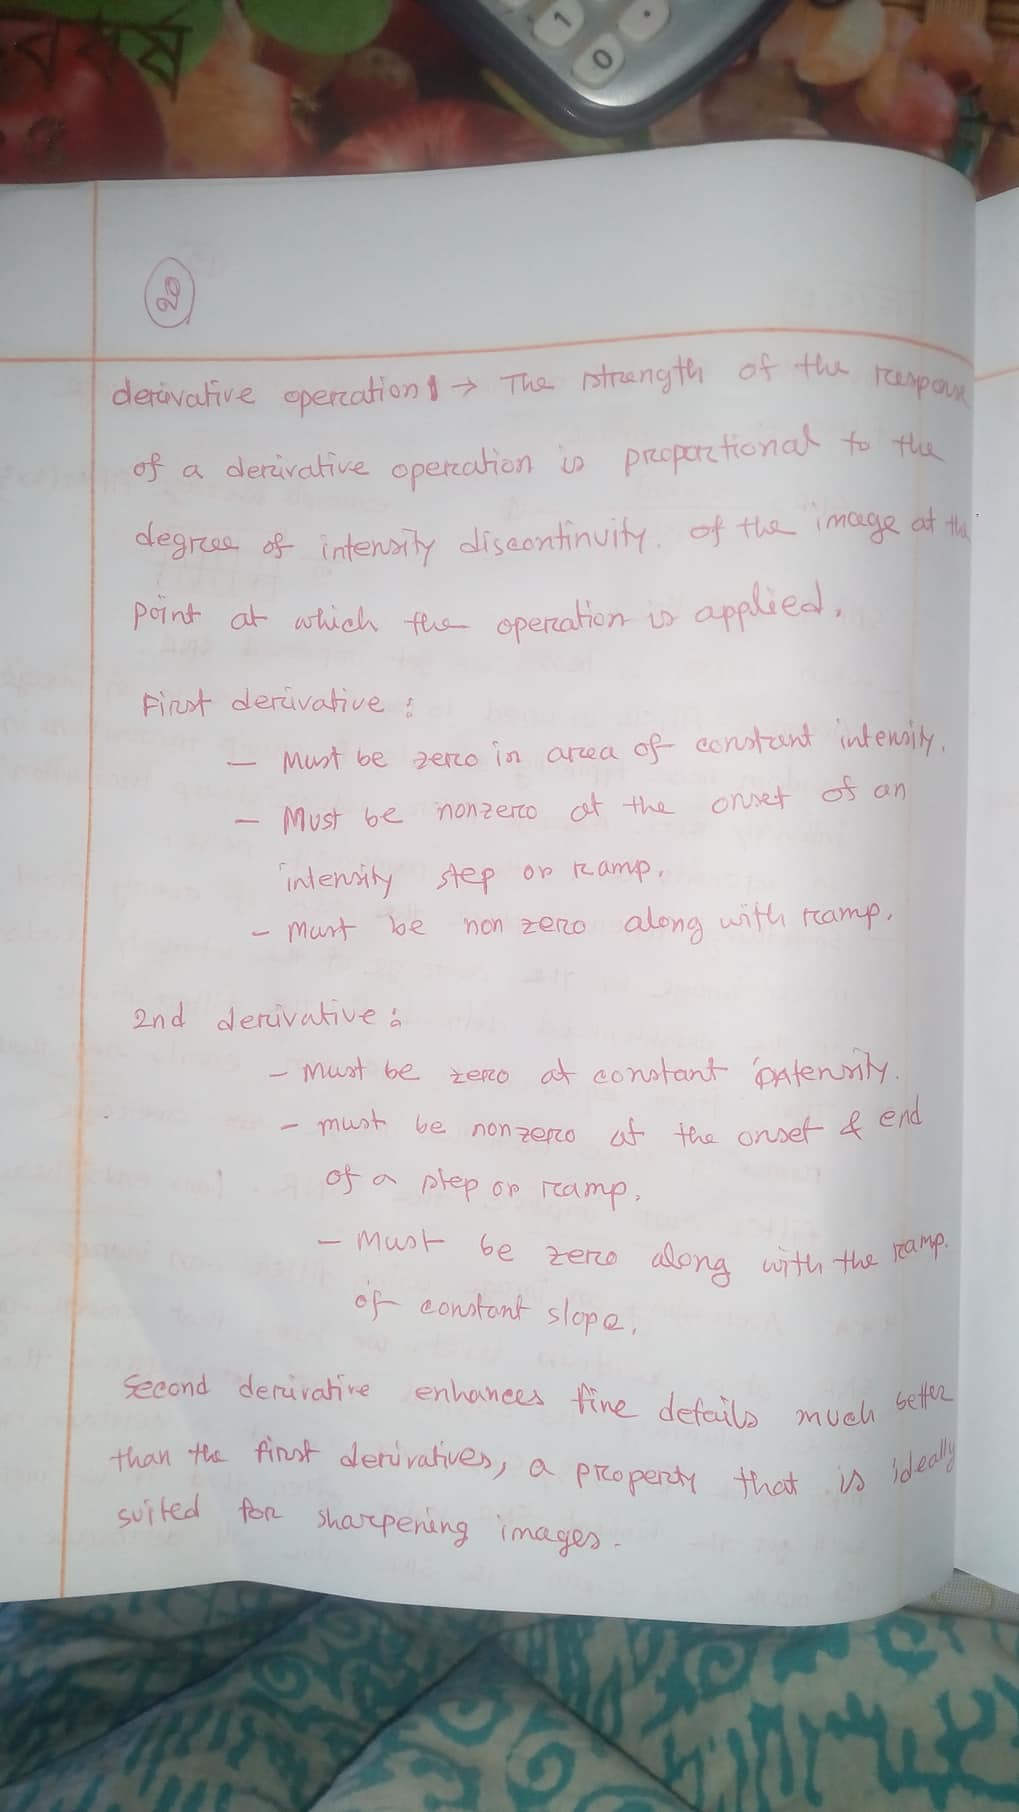 1
.
0
derivative operation → The strength of the response
of a derivative operation is proportional to the
degree of intensity discontinuity. of the image at the
point at which the operation is applied.
First derivative :
- Must be zero in area of constant intensity.
- Must be nonzero at the onset of an
intensity step or ramp.
- must be non zero along with ramp.
2nd derivative :
- Must be zero at constant intensity.
- must be nonzero at the onset & end
of a step or ramp.
- Must be zero along with the ramp.
of constant slope.
Second derivative enhances fine details much better
than the first derivatives, a property that is ideally
suited for sharpening images.